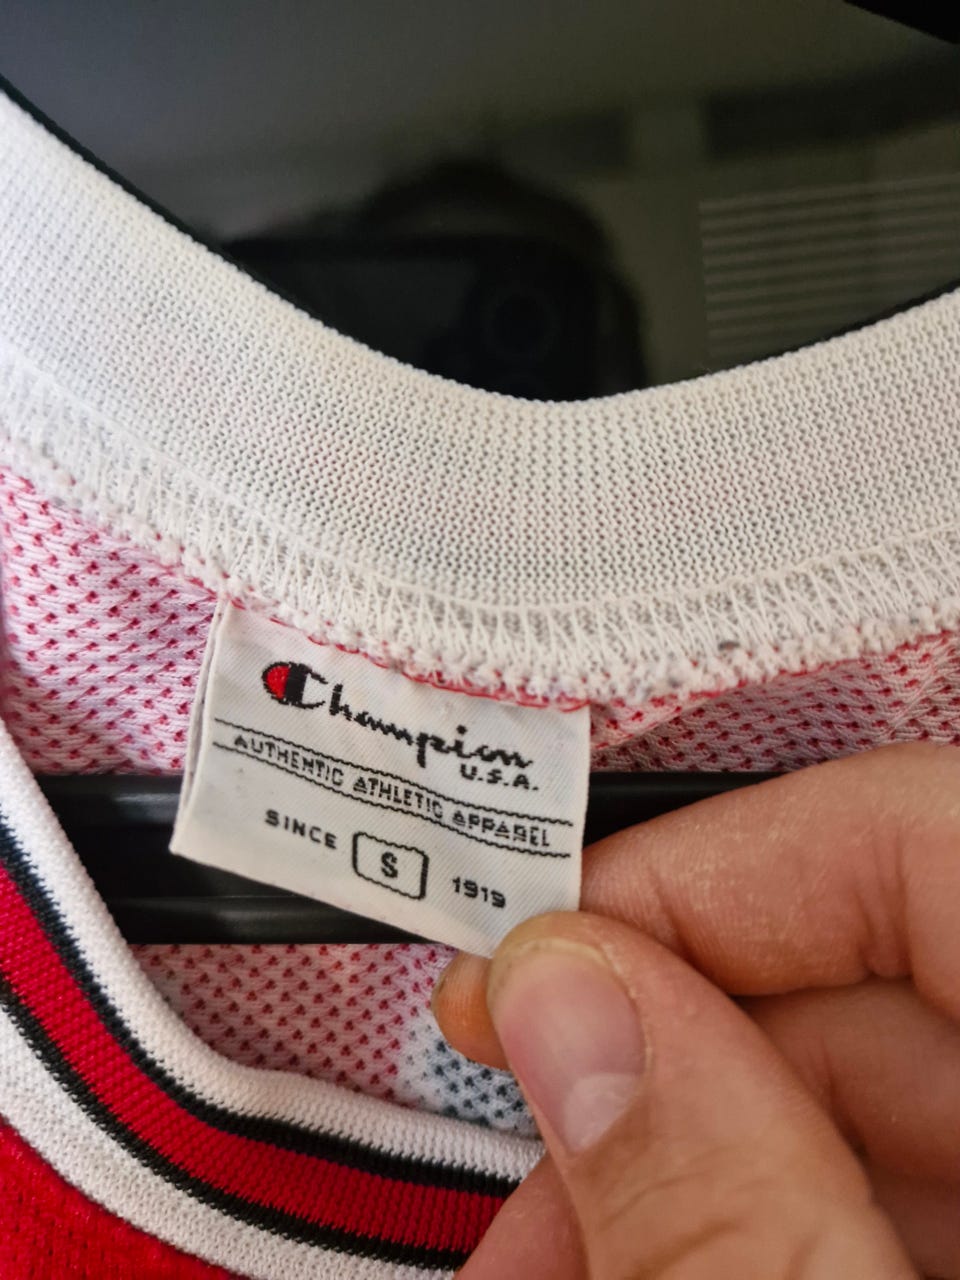 Champion
U.S.A.
AUTHENTIC ATHLETIC APPAREL
SINCE S 1919